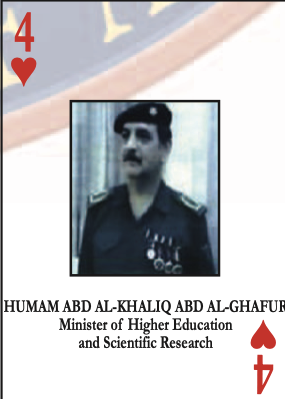 4
HUMAM ABD AL-KHALIQ ABD AL-GHAFUR
Minister of Higher Education
and Scientific Research
4